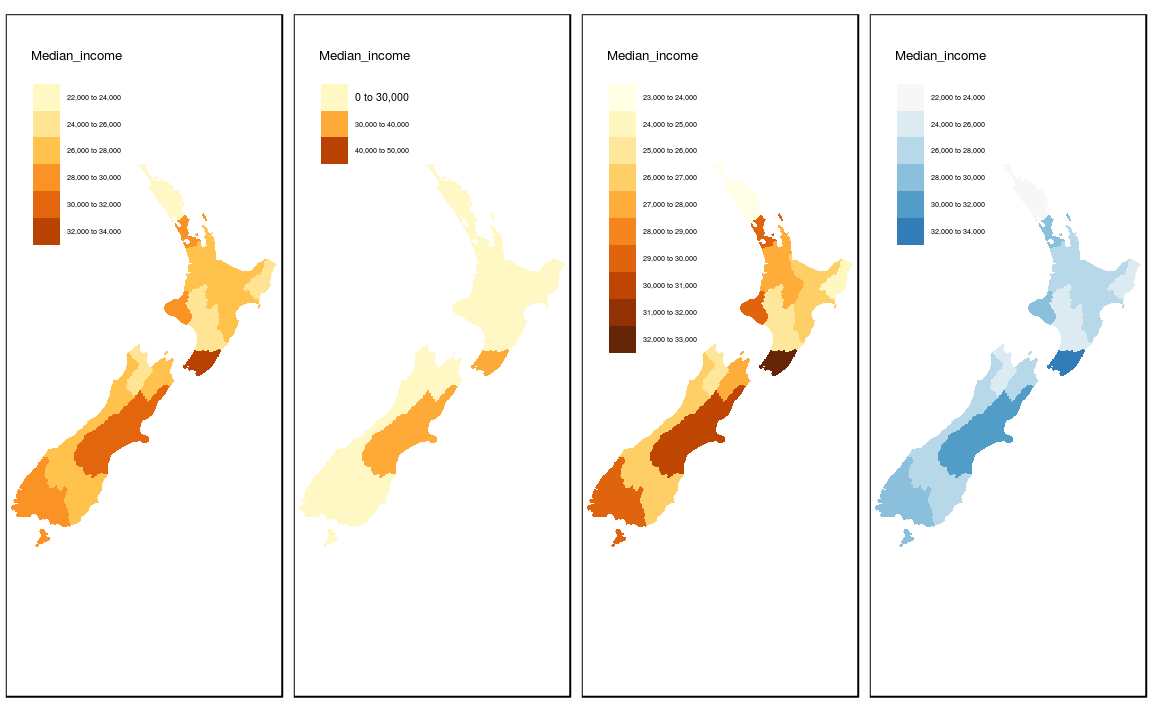 Median_income
22,000 to 24,000
24,000 to 26,000
26,000 to 28,000
28,000 to 30,000
30,000 to 32,000
32,000 to 34,000
Median_income
0 to 30,000
30,000 to 40,000
40,000 to 50,000
Median_income
23,000 to 24,000
24,000 to 25,000
25,000 to 26,000
26,000 to 27,000
27,000 to 28,000
28,000 to 29,000
29,000 to 30,000
30,000 to 31,000
31,000 to 32,000
32,000 to 33,000
Median_income
22,000 to 24,000
24,000 to 26,000
26,000 to 28,000
28,000 to 30,000
30,000 to 32,000
32,000 to 34,000